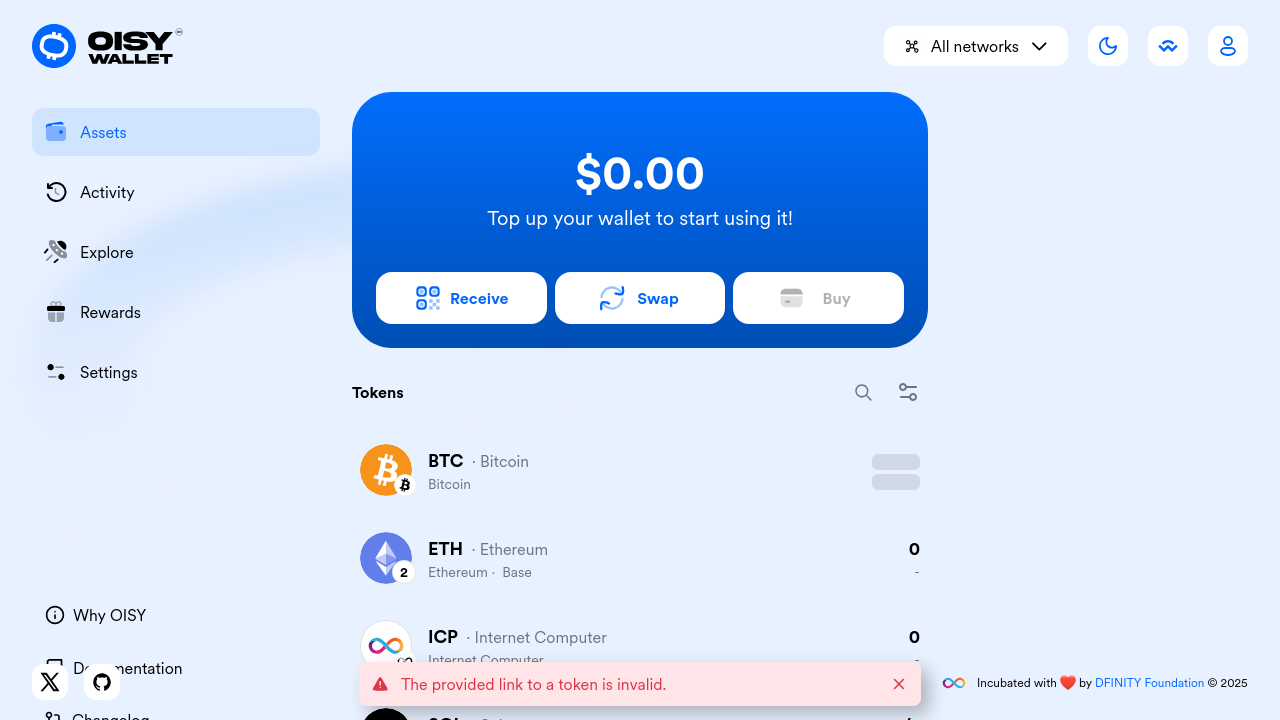 OISY
WALLET
All networks
Assets
Activity
Explore
Rewards
Settings
$0.00
Top up your wallet to start using it!
Receive
Swap
Buy
Tokens
BTC · Bitcoin
Bitcoin
ETH · Ethereum
Ethereum · Base
2
0
-
ICP · Internet Computer
Internet Computer
0
-
Why OISY
Documentation
Changelog
The provided link to a token is invalid.
Incubated with ❤️ by DFINITY Foundation © 2025